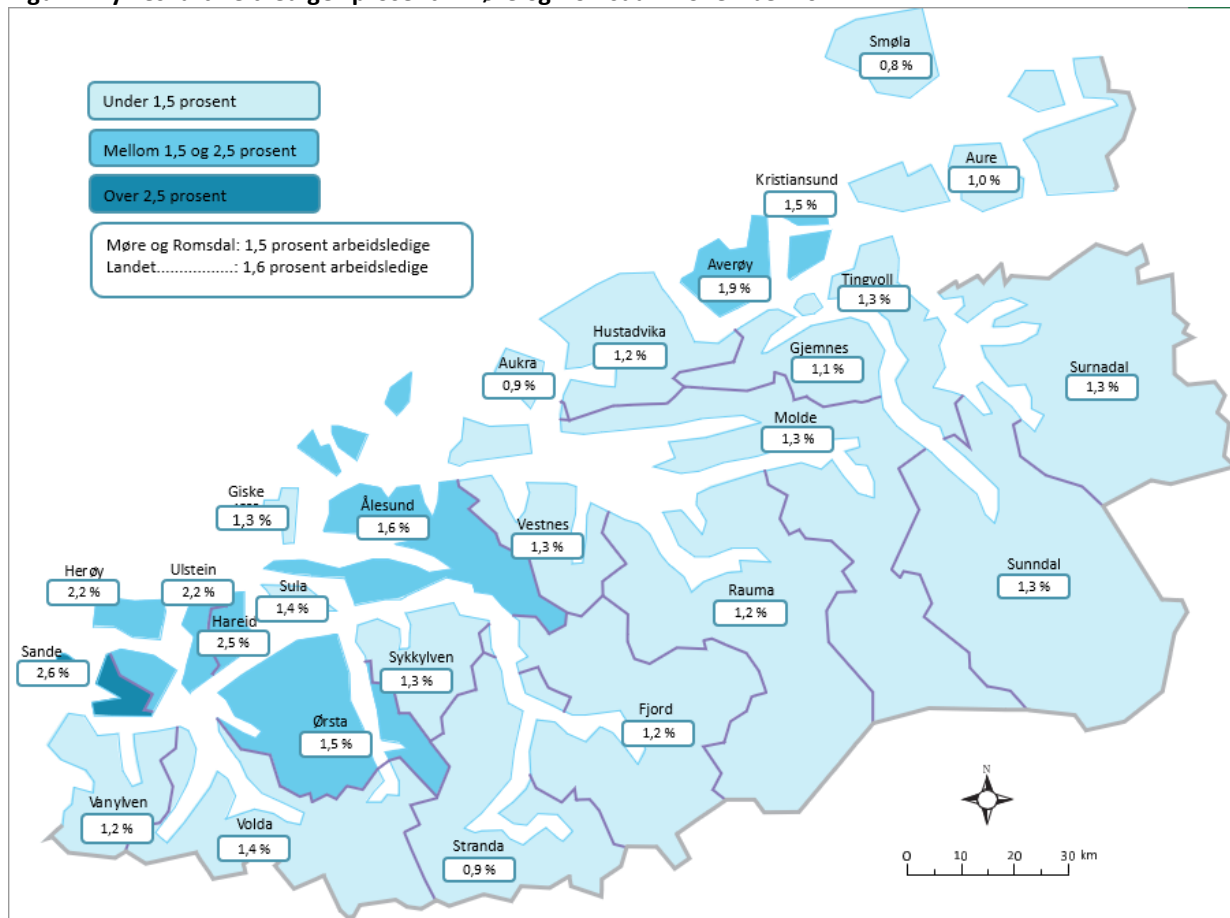 Smøla
0,8 %
Under 1,5 prosent
Mellom 1,5 og 2,5 prosent
Over 2,5 prosent
Møre og Romsdal: 1,5 prosent arbeidsledige
Landet.................: 1,6 prosent arbeidsledige
Aure
1,0 %
Kristiansund
1,5 %
Averøy
1,9 %
Tingvoll
1,3 %
Hustadvika
1,2 %
Gjemnes
1,1 %
Aukra
0,9 %
Surnadal
1,3 %
Molde
1,3 %
Giske
1,3 %
Ålesund
1,6 %
Vestnes
1,3 %
Herøy
2,2 %
Ulstein
2,2 %
Sula
1,4 %
Rauma
1,2 %
Sunndal
1,3 %
Hareid
2,5 %
Sande
2,6 %
Sykkylven
1,3 %
Ørsta
1,5 %
Fjord
1,2 %
Vanylven
1,2 %
Volda
1,4 %
Stranda
0,9 %
N
0 10 20 30 km